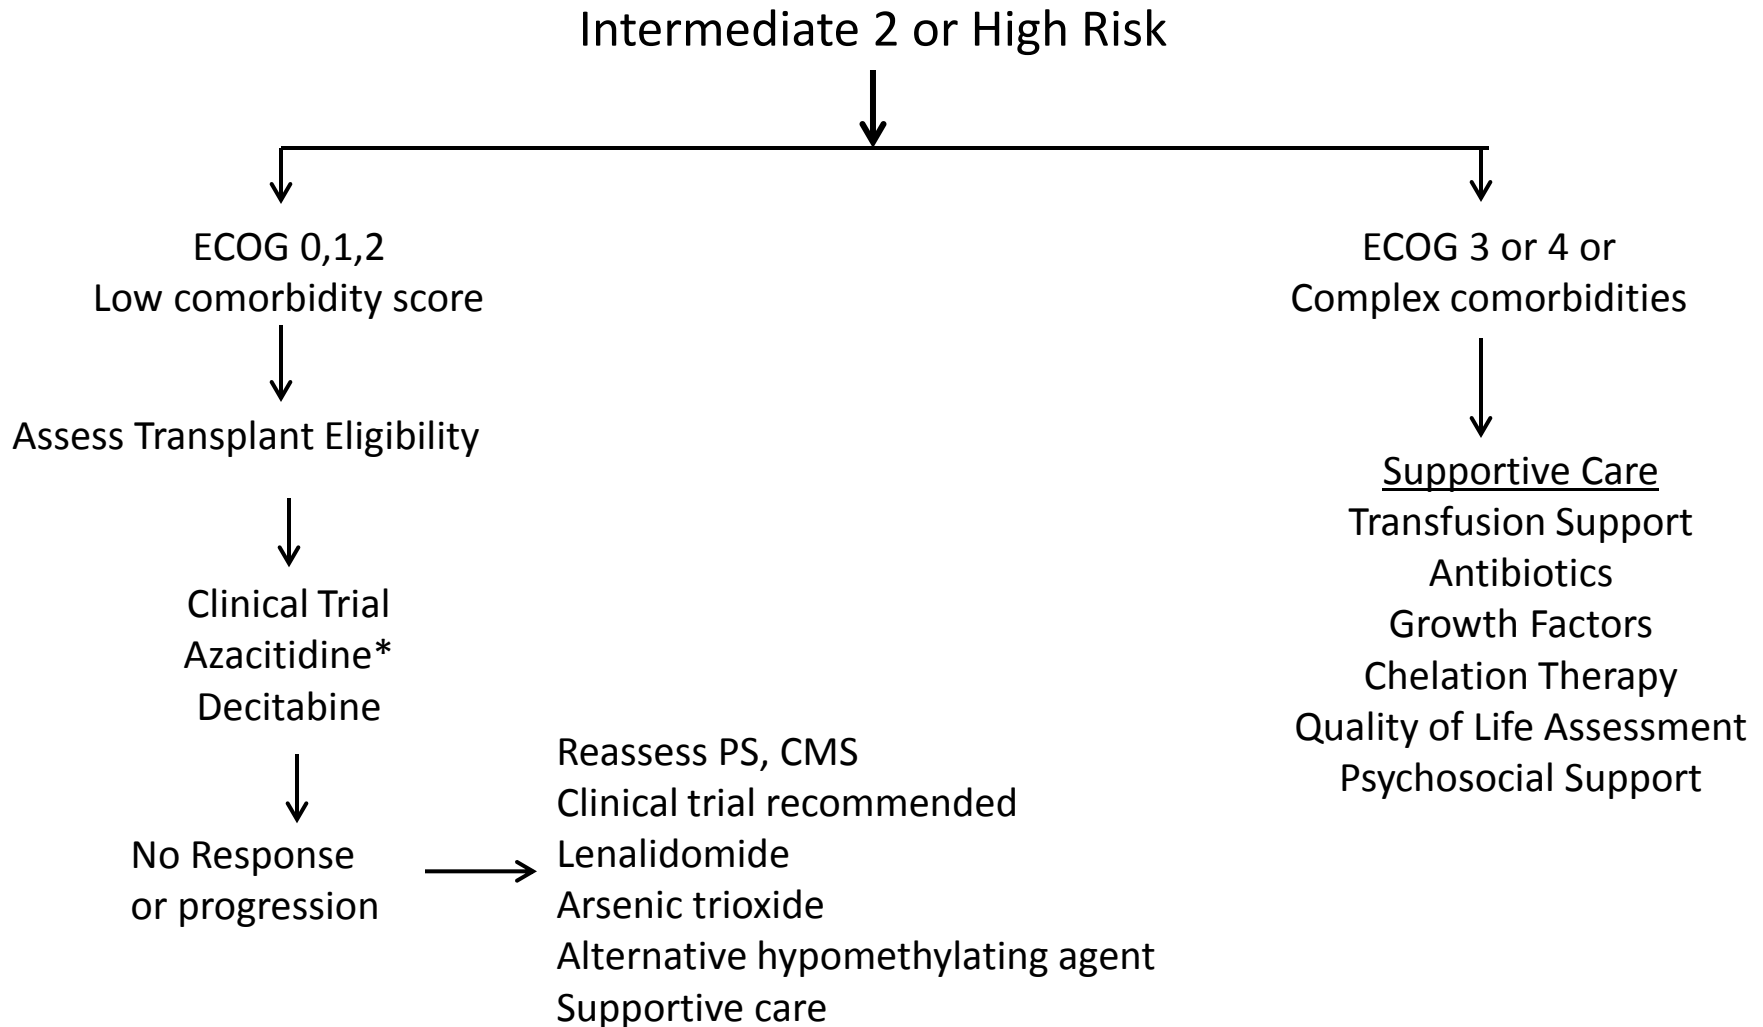 Intermediate 2 or High Risk
ECOG 0,1,2
Low comorbidity score
Assess Transplant Eligibility
Clinical Trial
Azacitidine*
Decitabine
No Response
or progression
Reassess PS, CMS
Clinical trial recommended
Lenalidomide
Arsenic trioxide
Alternative hypomethylating agent
Supportive care
ECOG 3 or 4 or
Complex comorbidities
Supportive Care
Transfusion Support
Antibiotics
Growth Factors
Chelation Therapy
Quality of Life Assessment
Psychosocial Support